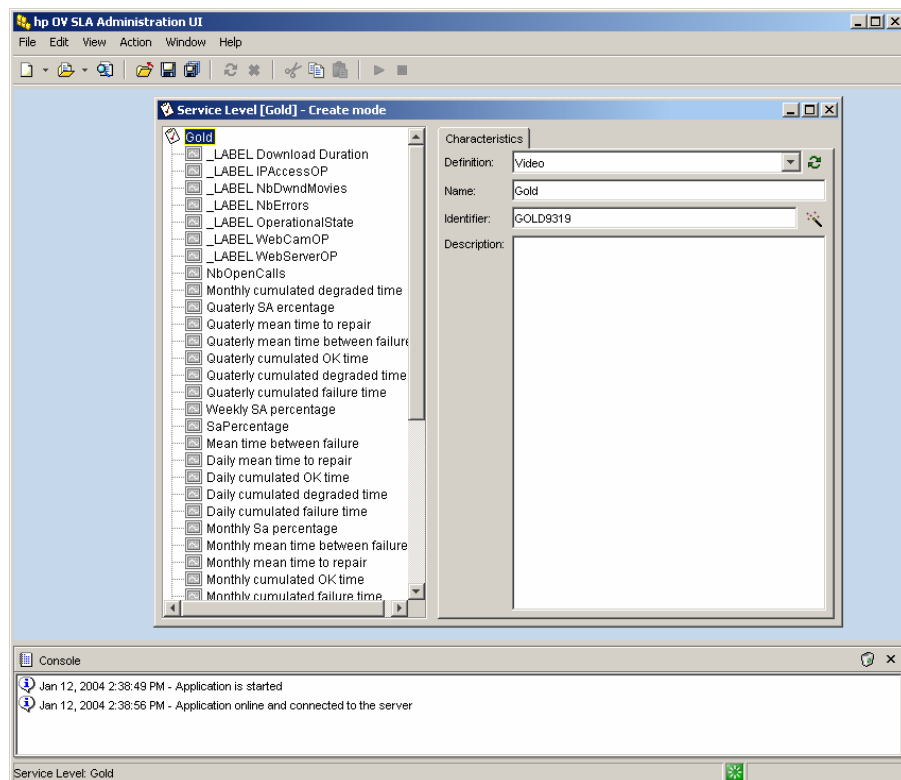 hp OV SLA Administration UI
File Edit View Action Window Help
Service Level [Gold] - Create mode
Gold
_LABEL Download Duration
_LABEL IPAccessOP
_LABEL NbDwndMovies
_LABEL NbErrors
_LABEL OperationalState
_LABEL WebCamOP
_LABEL WebServerOP
NbOpenCalls
Monthly cumulated degraded time
Quaterly SA ercentage
Quaterly mean time to repair
Quaterly mean time between failure
Quaterly cumulated OK time
Quaterly cumulated degraded time
Quaterly cumulated failure time
Weekly SA percentage
SaPercentage
Mean time between failure
Daily mean time to repair
Daily cumulated OK time
Daily cumulated degraded time
Daily cumulated failure time
Monthly Sa percentage
Monthly mean time between failure
Monthly mean time to repair
Monthly cumulated OK time
Monthly cumulated failure time
Characteristics
Definition: Video
Name: Gold
Identifier: GOLD9319
Description:
Console
Jan 12, 2004 2:38:49 PM - Application is started
Jan 12, 2004 2:38:56 PM - Application online and connected to the server
Service Level: Gold